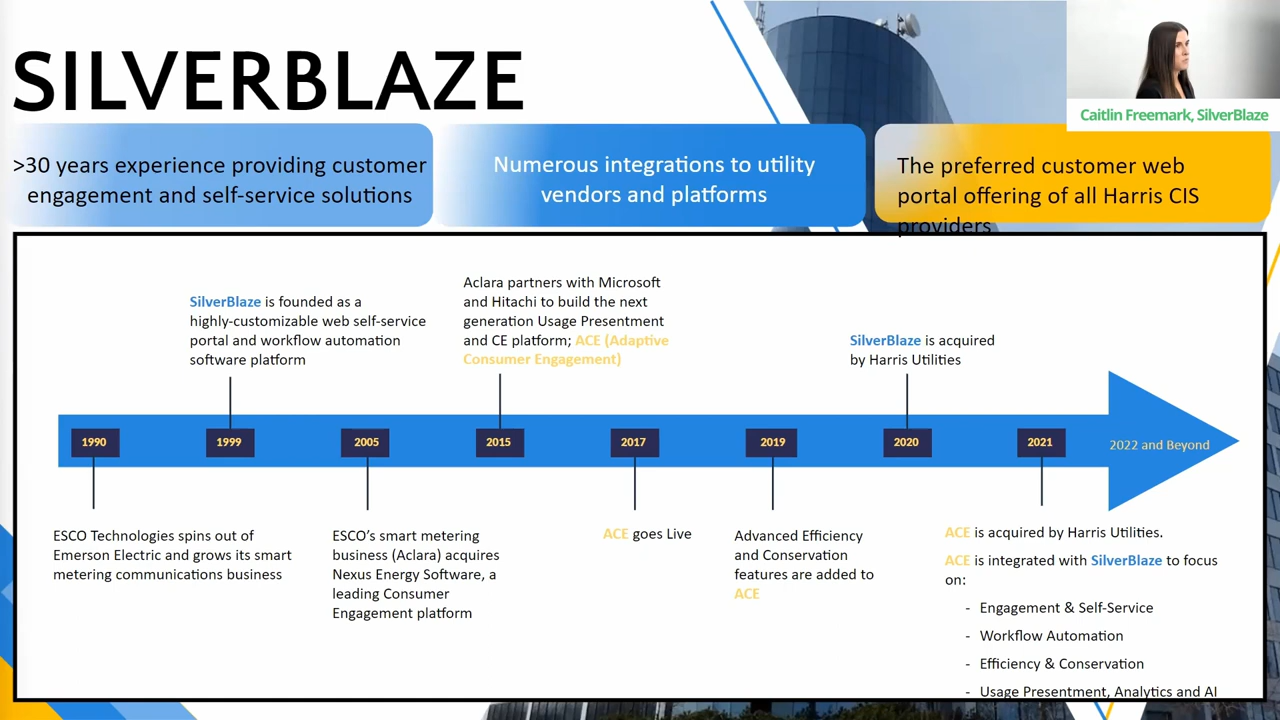 SILVERBLAZE
Caitlin Freemark, SilverBlaze
>30 years experience providing customer
engagement and self-service solutions
Numerous integrations to utility
vendors and platforms
The preferred customer web
portal offering of all Harris CIS
providers
SilverBlaze is founded as a
highly-customizable web self-service
portal and workflow automation
software platform
Aclara partners with Microsoft
and Hitachi to build the next
generation Usage Presentment
and CE platform; ACE (Adaptive
Consumer Engagement)
SilverBlaze is acquired
by Harris Utilities
1990
1999
2005
2015
2017
2019
2020
2021
2022 and Beyond
ESCO Technologies spins out of
Emerson Electric and grows its smart
metering communications business
ESCO’s smart metering
business (Aclara) acquires
Nexus Energy Software, a
leading Consumer
Engagement platform
ACE goes Live
Advanced Efficiency
and Conservation
features are added to
ACE
ACE is acquired by Harris Utilities.
ACE is integrated with SilverBlaze to focus
on:
- Engagement & Self-Service
- Workflow Automation
- Efficiency & Conservation
- Usage Presentment, Analytics and AI